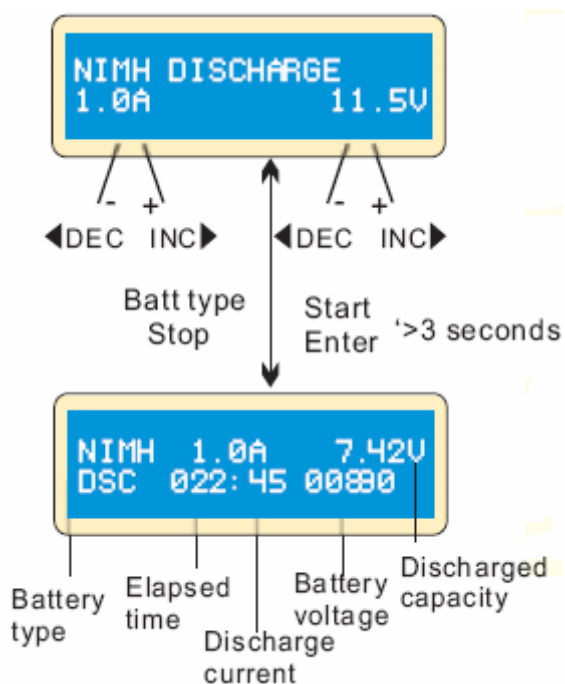 NIMH DISCHARGE
1.0A 11.5V
- + - +
◀DEC INC▶ ◀DEC INC▶
Batt type
Stop
Start
Enter
‘>3 seconds
NIMH 1.0A 7.42V
DSC 022:45 00890
Battery
type
Elapsed
time
Discharge
current
Battery
voltage
Discharged
capacity